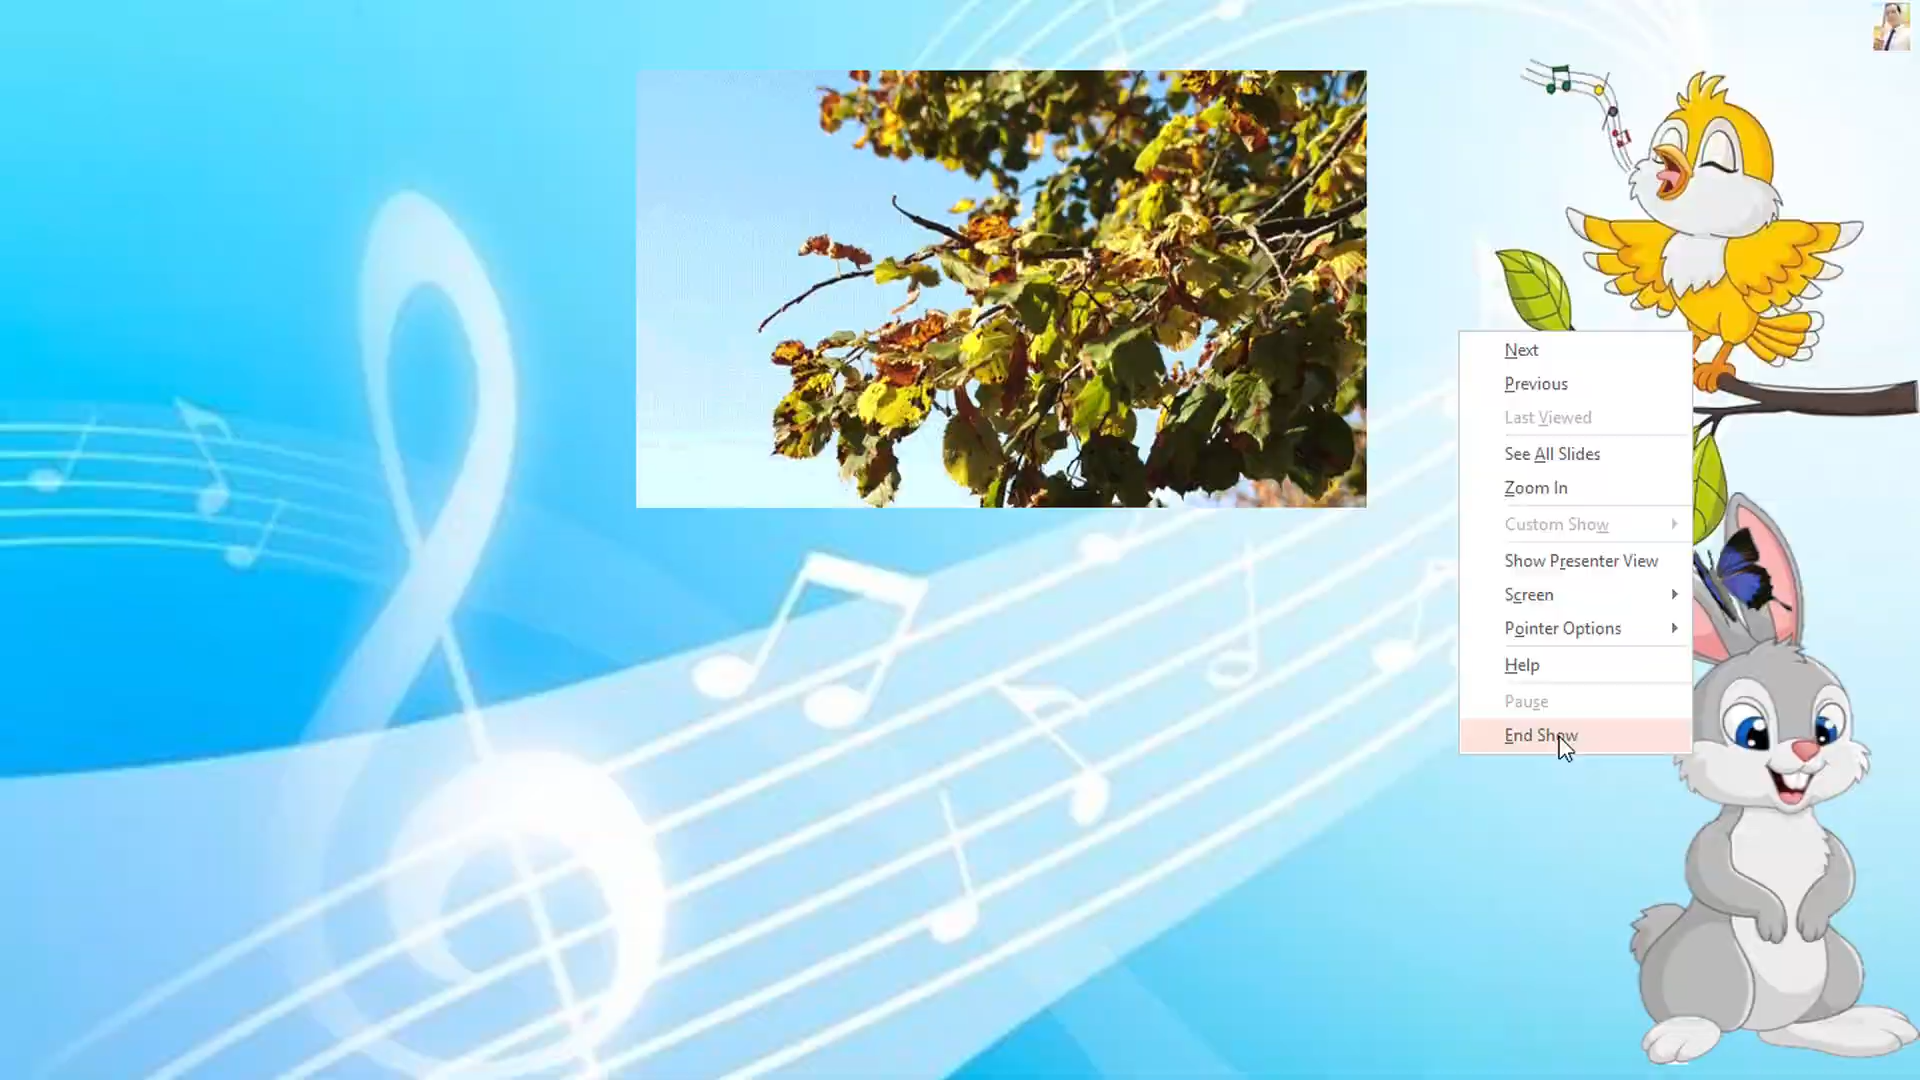 Next
Previous
Last Viewed
See All Slides
Zoom In
Custom Show
Show Presenter View
Screen
Pointer Options
Help
Pause
End Show